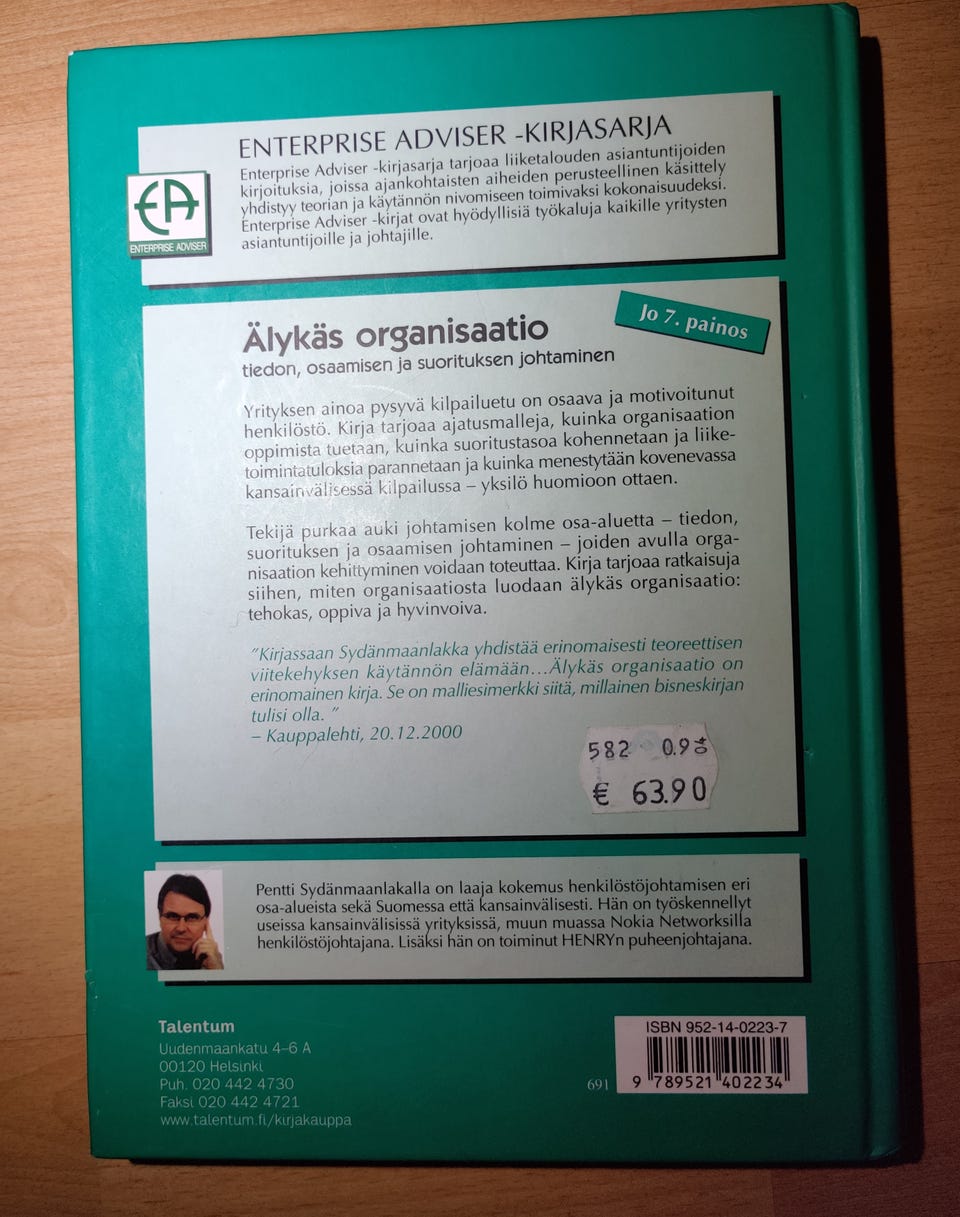 ENTERPRISE ADVISER -KIRJASARJA
Enterprise Adviser -kirjasarja tarjoaa liiketalouden asiantuntijoiden
kirjoituksia, joissa ajankohtaisten aiheiden perusteellinen käsittely
yhdistyy teorian ja käytännön nivomiseen toimivaksi kokonaisuudeksi.
Enterprise Adviser -kirjat ovat hyödyllisiä työkaluja kaikille yritysten
asiantuntijoille ja johtajille.
EA
ENTERPRISE ADVISER
Jo 7. painos
Älykäs organisaatio
tiedon, osaamisen ja suorituksen johtaminen
Yrityksen ainoa pysyvä kilpailuetu on osaava ja motivoitunut
henkilöstö. Kirja tarjoaa ajatusmalleja, kuinka organisaation
oppimista tuetaan, kuinka suoritustasoa kohennetaan ja liike-
toimintatuloksia parannetaan ja kuinka menestytään kovenevassa
kansainvälisessä kilpailussa – yksilö huomioon ottaen.
Tekijä purkaa auki johtamisen kolme osa-aluetta – tiedon,
suorituksen ja osaamisen johtaminen – joiden avulla orga-
nisaation kehittyminen voidaan toteuttaa. Kirja tarjoaa ratkaisuja
siihen, miten organisaatiosta luodaan älykäs organisaatio:
tehokas, oppiva ja hyvinvoiva.
"Kirjassaan Sydänmaanlakka yhdistää erinomaisesti teoreettisen
viitekehyksen käytännön elämään...Älykäs organisaatio on
erinomainen kirja. Se on malliesimerkki siitä, millainen bisneskirjan
tulisi olla. "
– Kauppalehti, 20.12.2000
582 0.9
€ 63.90
Pentti Sydänmaanlakalla on laaja kokemus henkilöstöjohtamisen eri
osa-alueista sekä Suomessa että kansainvälisesti. Hän on työskennellyt
useissa kansainvälisissä yrityksissä, muun muassa Nokia Networksilla
henkilöstöjohtajana. Lisäksi hän on toiminut HENRYn puheenjohtajana.
Talentum
Uudenmaankatu 4–6 A
00120 Helsinki
Puh. 020 442 4730
Faksi 020 442 4721
www.talentum.fi/kirjakauppa
691
ISBN 952-14-0223-7
9 789521 402234